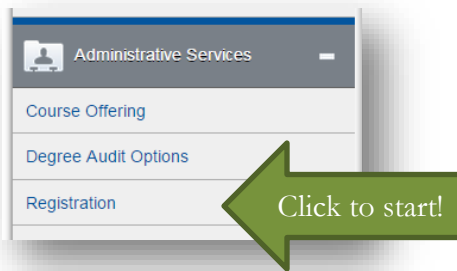 Administrative Services
Course Offering
Degree Audit Options
Registration
Click to start!